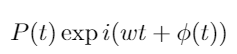 P(t) exp i(wt + ϕ(t))